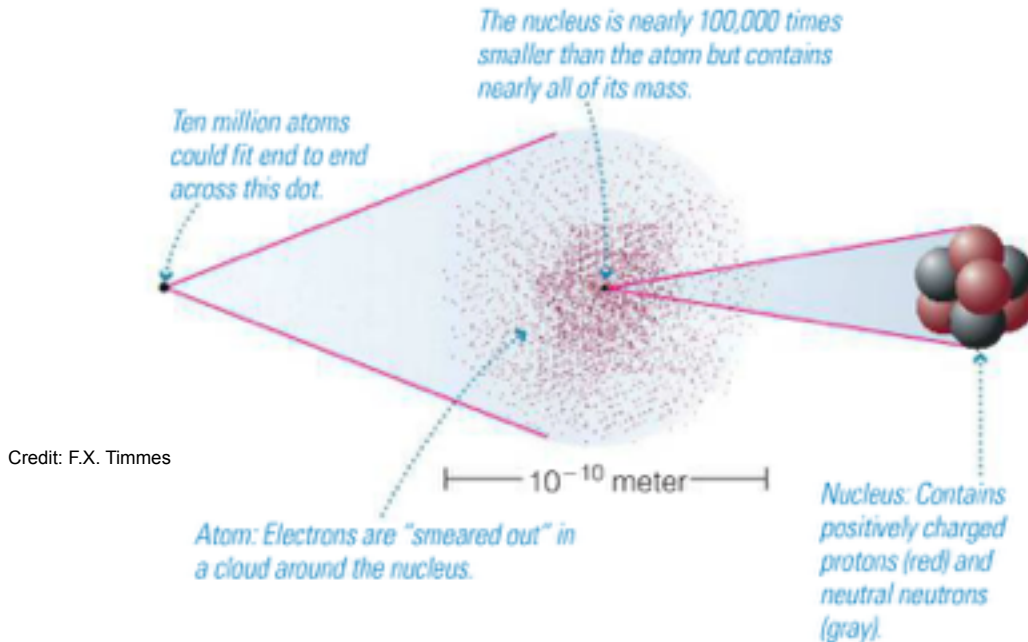 The nucleus is nearly 100,000 times
smaller than the atom but contains
nearly all of its mass.
Ten million atoms
could fit end to end
across this dot.
Credit: F.X. Timmes
10⁻¹⁰ meter
Atom: Electrons are “smeared out” in
a cloud around the nucleus.
Nucleus: Contains
positively charged
protons (red) and
neutral neutrons
(gray).